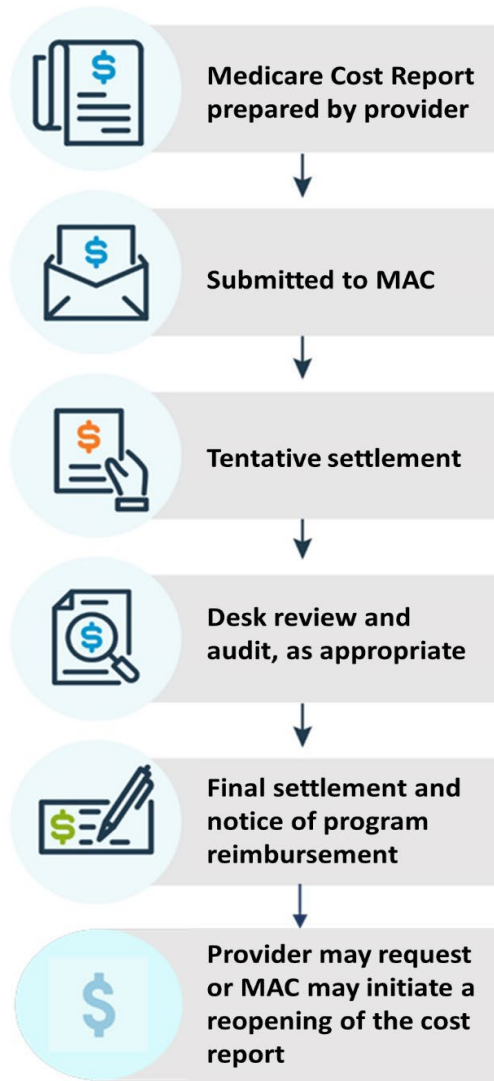 $
Medicare Cost Report
prepared by provider
$
Submitted to MAC
$
Tentative settlement
$
Desk review and
audit, as appropriate
$
Final settlement and
notice of program
reimbursement
$
Provider may request
or MAC may initiate a
reopening of the cost
report